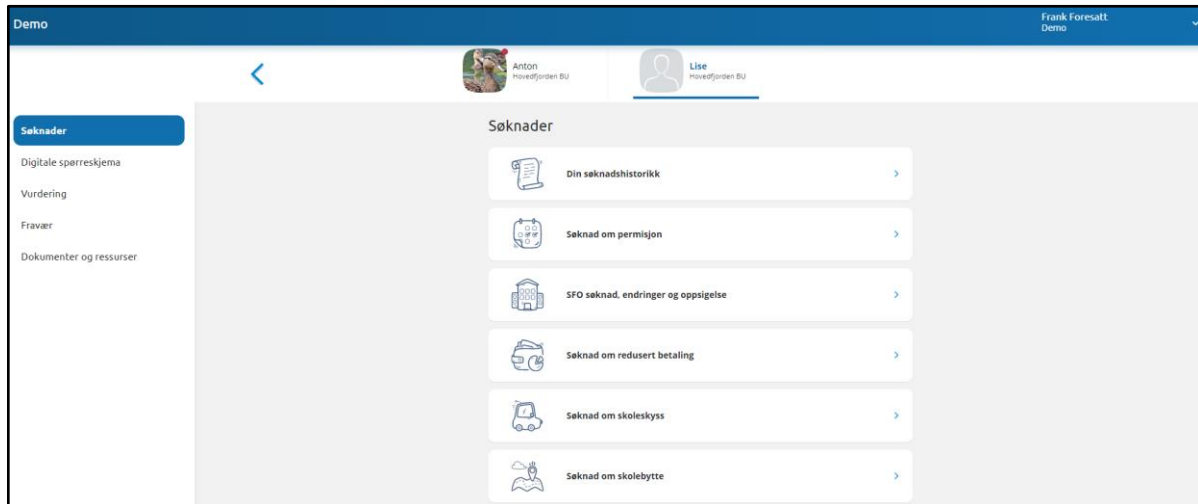 Demo
Frank Foresatt
Demo
Anton
Hovedfjorden BU
Lise
Hovedfjorden BU
Søknader
Digitale spørreskjema
Vurdering
Fravær
Dokumenter og ressurser
Søknader
Din søknadshistorikk
Søknad om permisjon
SFO søknad, endringer og oppsigelse
Søknad om redusert betaling
Søknad om skoleskyss
Søknad om skolebytte